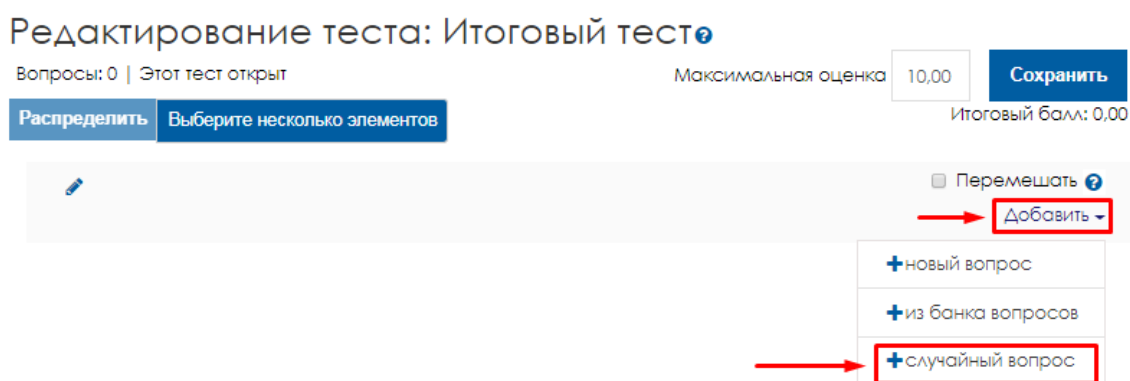 Редактирование теста: Итоговый тест
Вопросы: 0 | Этот тест открыт
Максимальная оценка 10,00 Сохранить
Распределить Выберите несколько элементов
Итоговый балл: 0,00
Перемешать
Добавить
новый вопрос
из банка вопросов
случайный вопрос